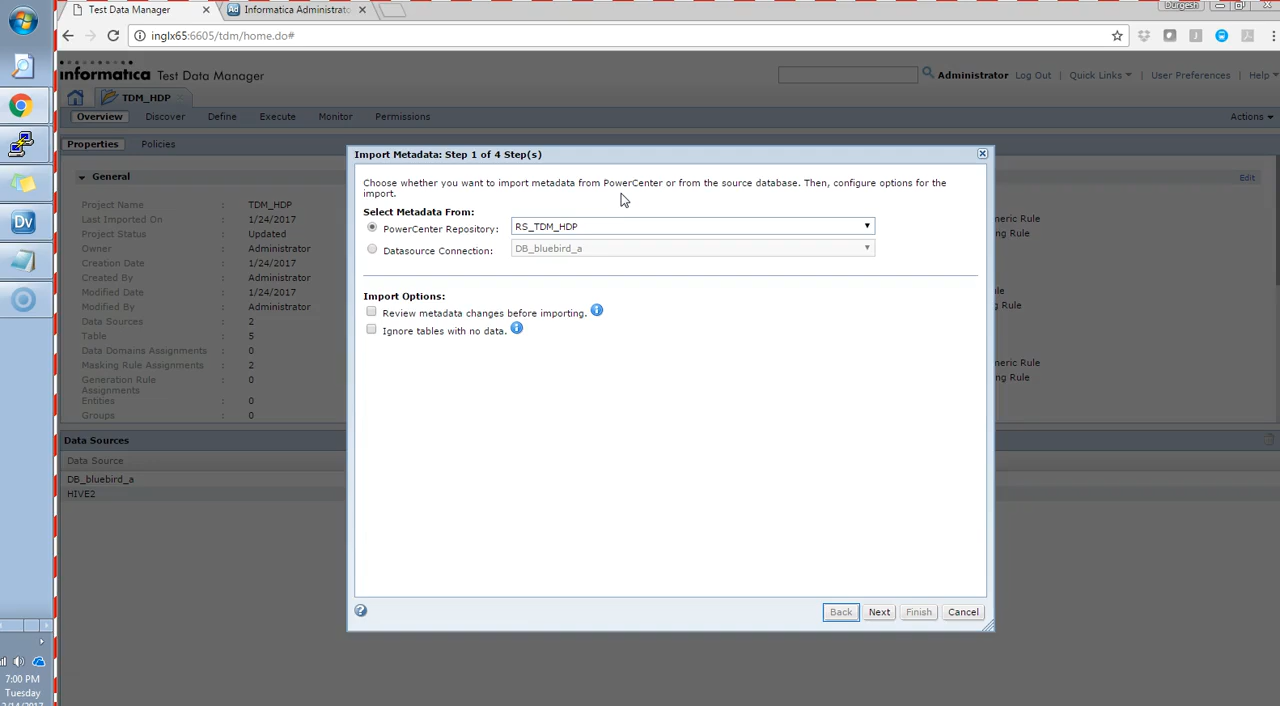 Test Data Manager
Informatica Administrato
Durgesh
inglx65:6605/tdm/home.do#
informatica Test Data Manager
Administrator Log Out Quick Links User Preferences Help
TDM_HDP
Overview Discover Define Execute Monitor Permissions
Actions
Properties Policies
General
Edit
Project Name : TDM_HDP
Last Imported On : 1/24/2017
Project Status : Updated
Owner : Administrator
Creation Date : 1/24/2017
Created By : Administrator
Modified Date : 1/24/2017
Modified By : Administrator
Data Sources : 2
Table : 5
Data Domains Assignments : 0
Masking Rule Assignments : 2
Generation Rule Assignments : 0
Entities : 0
Groups : 0
neric Rule
ng Rule
le
ng Rule
meric Rule
king Rule
Import Metadata: Step 1 of 4 Step(s)
Choose whether you want to import metadata from PowerCenter or from the source database. Then, configure options for the
import.
Select Metadata From:
PowerCenter Repository: RS_TDM_HDP
Datasource Connection: DB_bluebird_a
Import Options:
Review metadata changes before importing.
Ignore tables with no data.
Back Next Finish Cancel
Data Sources
Data Source
DB_bluebird_a
HIVE2
Dv
7:00 PM
Tuesday